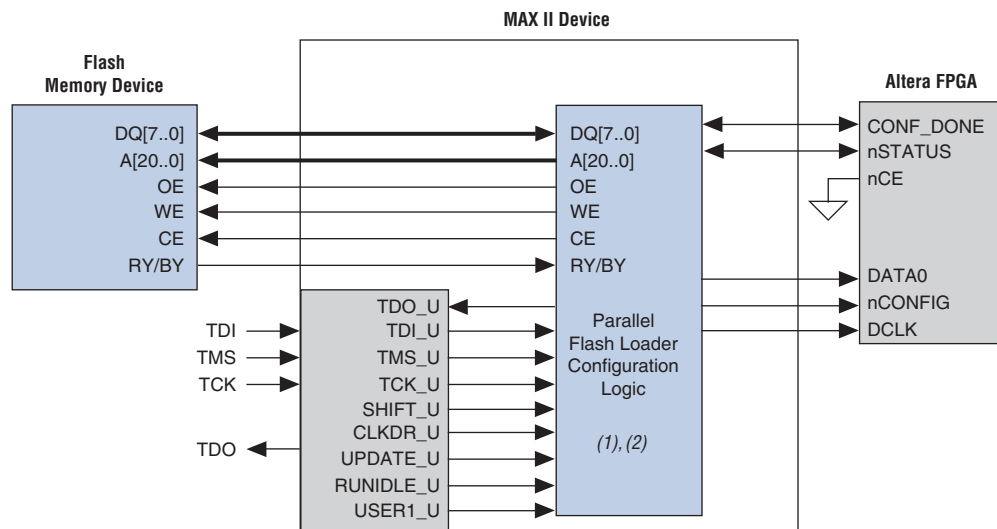 MAX II Device
Flash
Memory Device
DQ[7..0]
A[20..0]
OE
WE
CE
RY/BY
DQ[7..0]
A[20..0]
OE
WE
CE
RY/BY
Parallel
Flash Loader
Configuration
Logic
(1), (2)
Altera FPGA
CONF_DONE
nSTATUS
nCE
DATA0
nCONFIG
DCLK
TDI
TMS
TCK
TDO
TDO_U
TDI_U
TMS_U
TCK_U
SHIFT_U
CLKDR_U
UPDATE_U
RUNIDLE_U
USER1_U